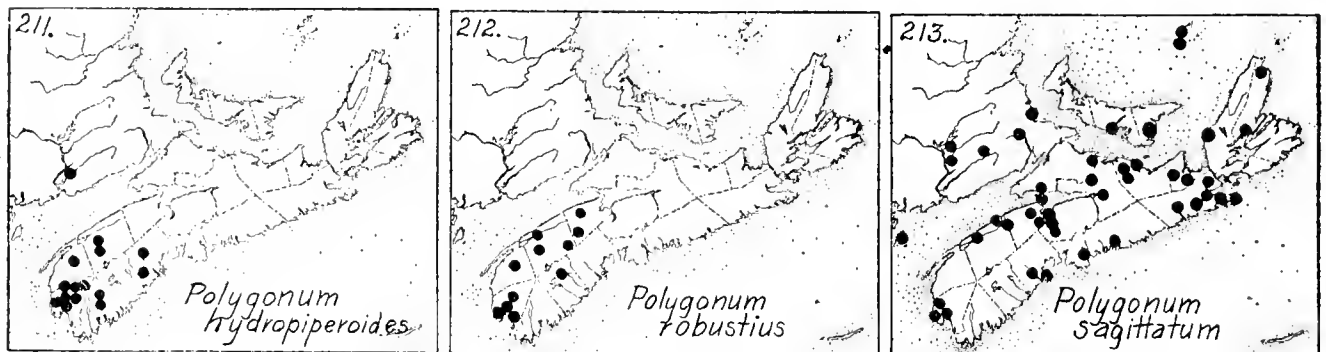 211.
Polygonum
hydropiperoides
212.
Polygonum
robustius
213.
Polygonum
sagittatum